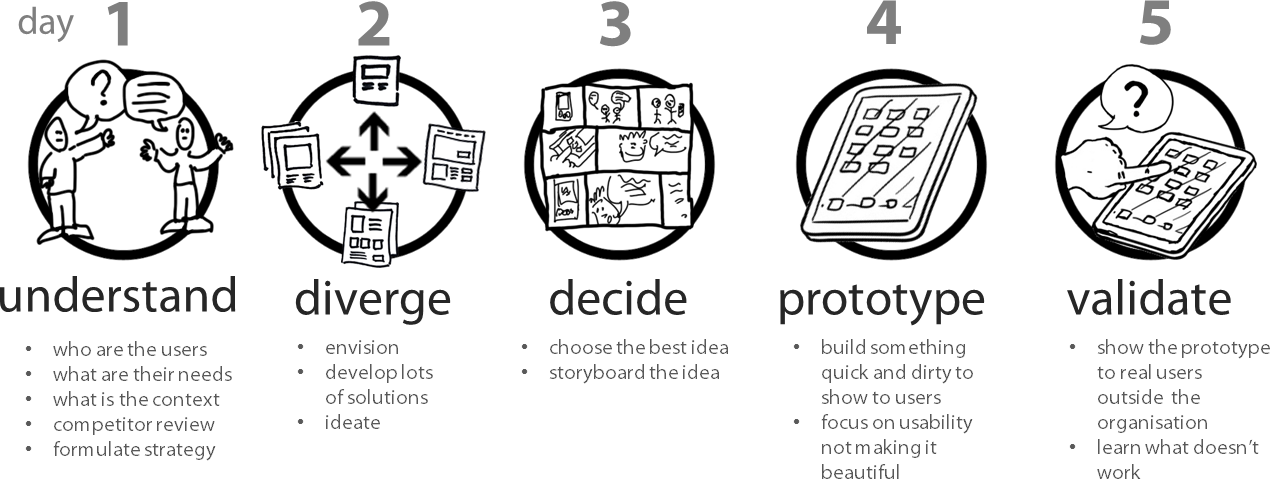 day 1
2
3
4
5
?
?
understand
diverge
decide
prototype
validate
• who are the users
• what are their needs
• what is the context
• competitor review
• formulate strategy
• envision
• develop lots
of solutions
• ideate
• choose the best idea
• storyboard the idea
• build something
quick and dirty to
show to users
• focus on usability
not making it
beautiful
• show the prototype
to real users
outside the
organisation
• learn what doesn't
work